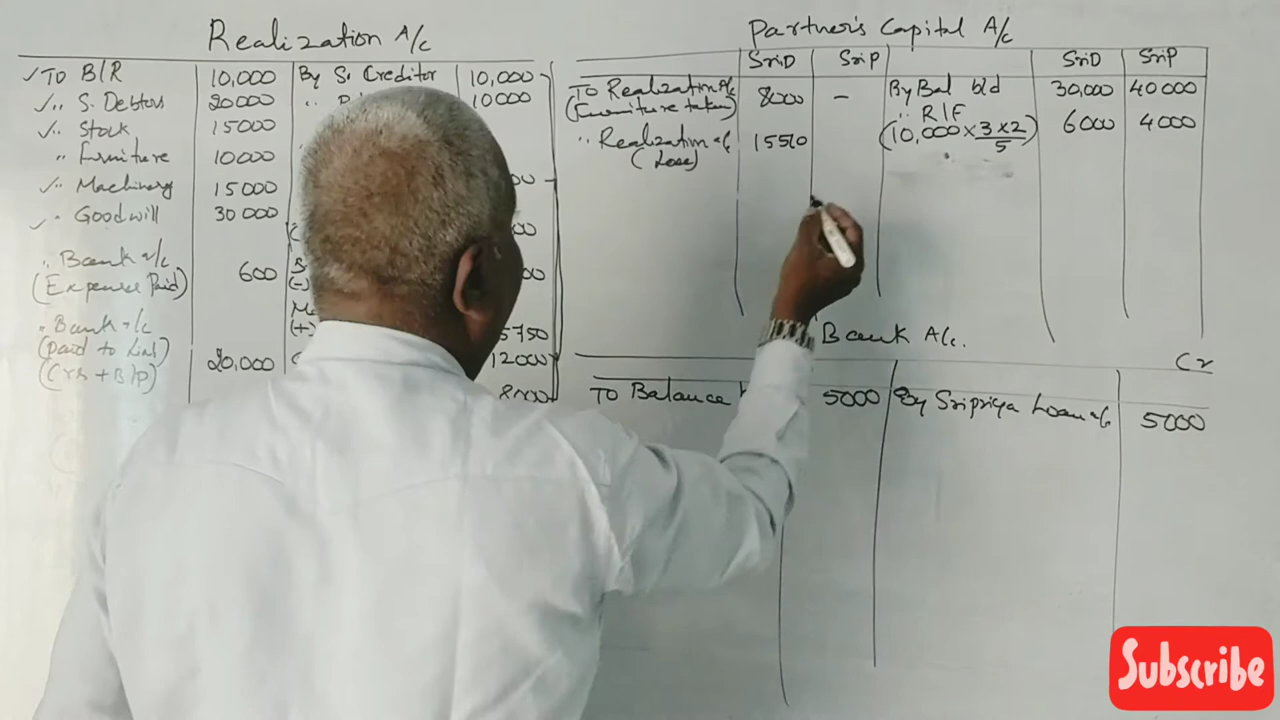 Realization A/c
To B/R 10,000 By S. Creditor 10,000
✓,, S. Debtors 20000 10000
✓,, Stock 15000
,, Furniture 10000
✓,, Machinery 15000
✓ ,, Goodwill 30 000
,, Bank a/c
(Expense Paid) 600
,, Bank a/c
(paid to Liab) 5750
(Crs + B/P) 20,000 12000
8000
Partner's Capital A/c
SriD SriP SriD SriP
To Realization A/c 8000 – By Bal b/d 30,000 40000
(Furniture taken)
,, R/F
(10,000 × 3 × 2) 6000 4000
5
,, Realization a/c 15510
(Loss)
Bank A/c.
Cr
To Balance 5000 By Sripriya Loan a/c 5000
Subscribe